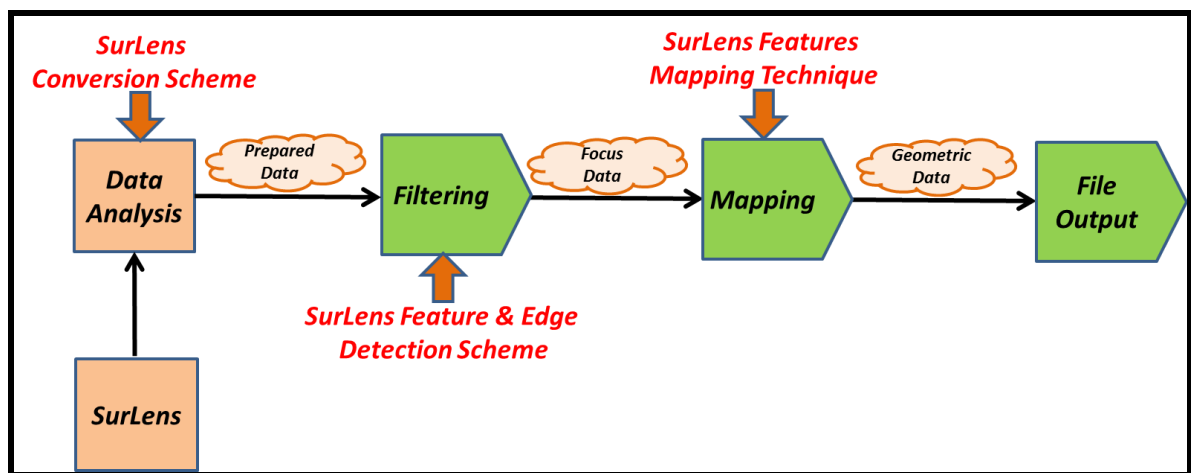 SurLens
Conversion Scheme
SurLens Features
Mapping Technique
Prepared
Data
Focus
Data
Geometric
Data
Data
Analysis
Filtering
Mapping
File
Output
SurLens Feature & Edge
Detection Scheme
SurLens